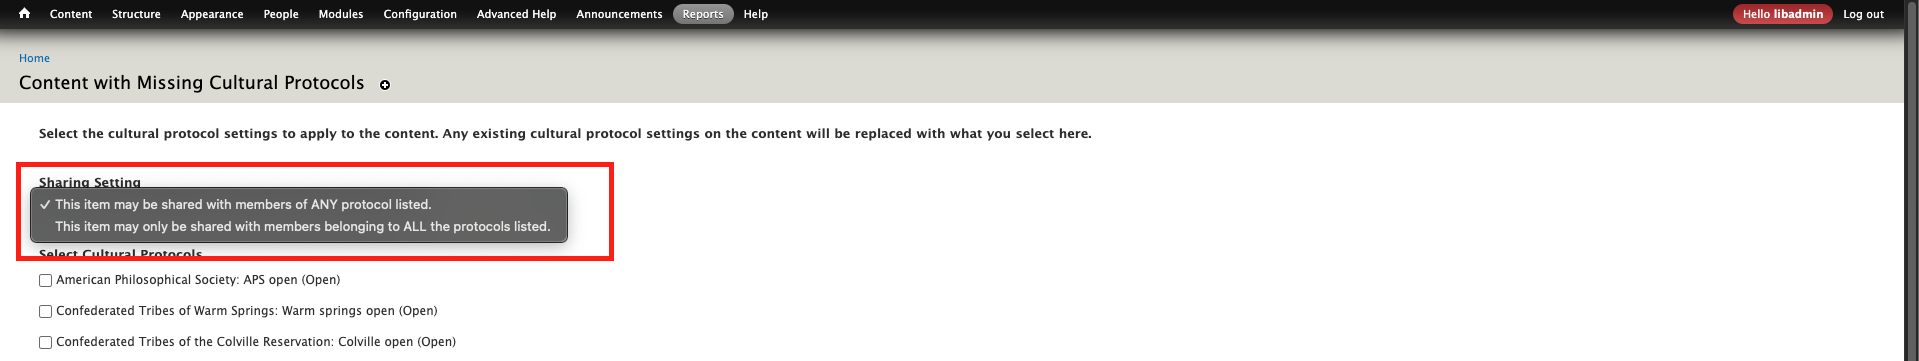 Content Structure Appearance People Modules Configuration Advanced Help Announcements Reports Help Hello libadmin Log out
Home
Content with Missing Cultural Protocols
Select the cultural protocol settings to apply to the content. Any existing cultural protocol settings on the content will be replaced with what you select here.
Sharing Setting
✓ This item may be shared with members of ANY protocol listed.
This item may only be shared with members belonging to ALL the protocols listed.
Select Cultural Protocols
American Philosophical Society: APS open (Open)
Confederated Tribes of Warm Springs: Warm springs open (Open)
Confederated Tribes of the Colville Reservation: Colville open (Open)